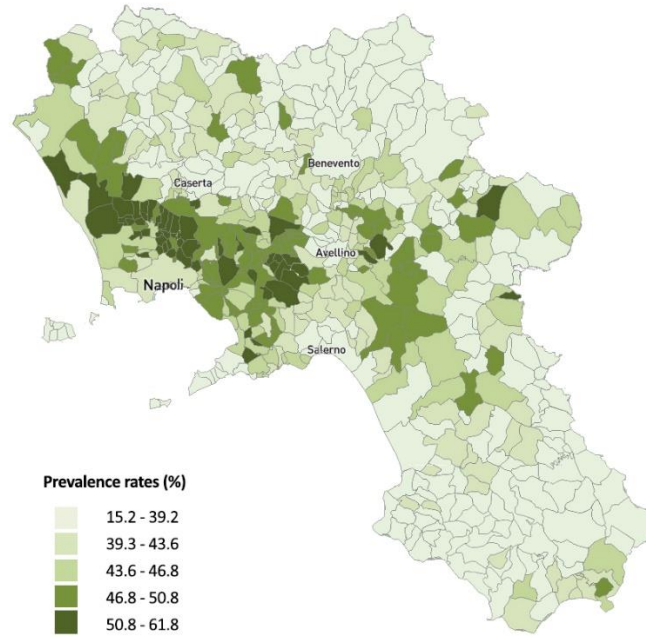 Benevento
Caserta
Avellino
Napoli
Salerno
Prevalence rates (%)
15.2 - 39.2
39.3 - 43.6
43.6 - 46.8
46.8 - 50.8
50.8 - 61.8